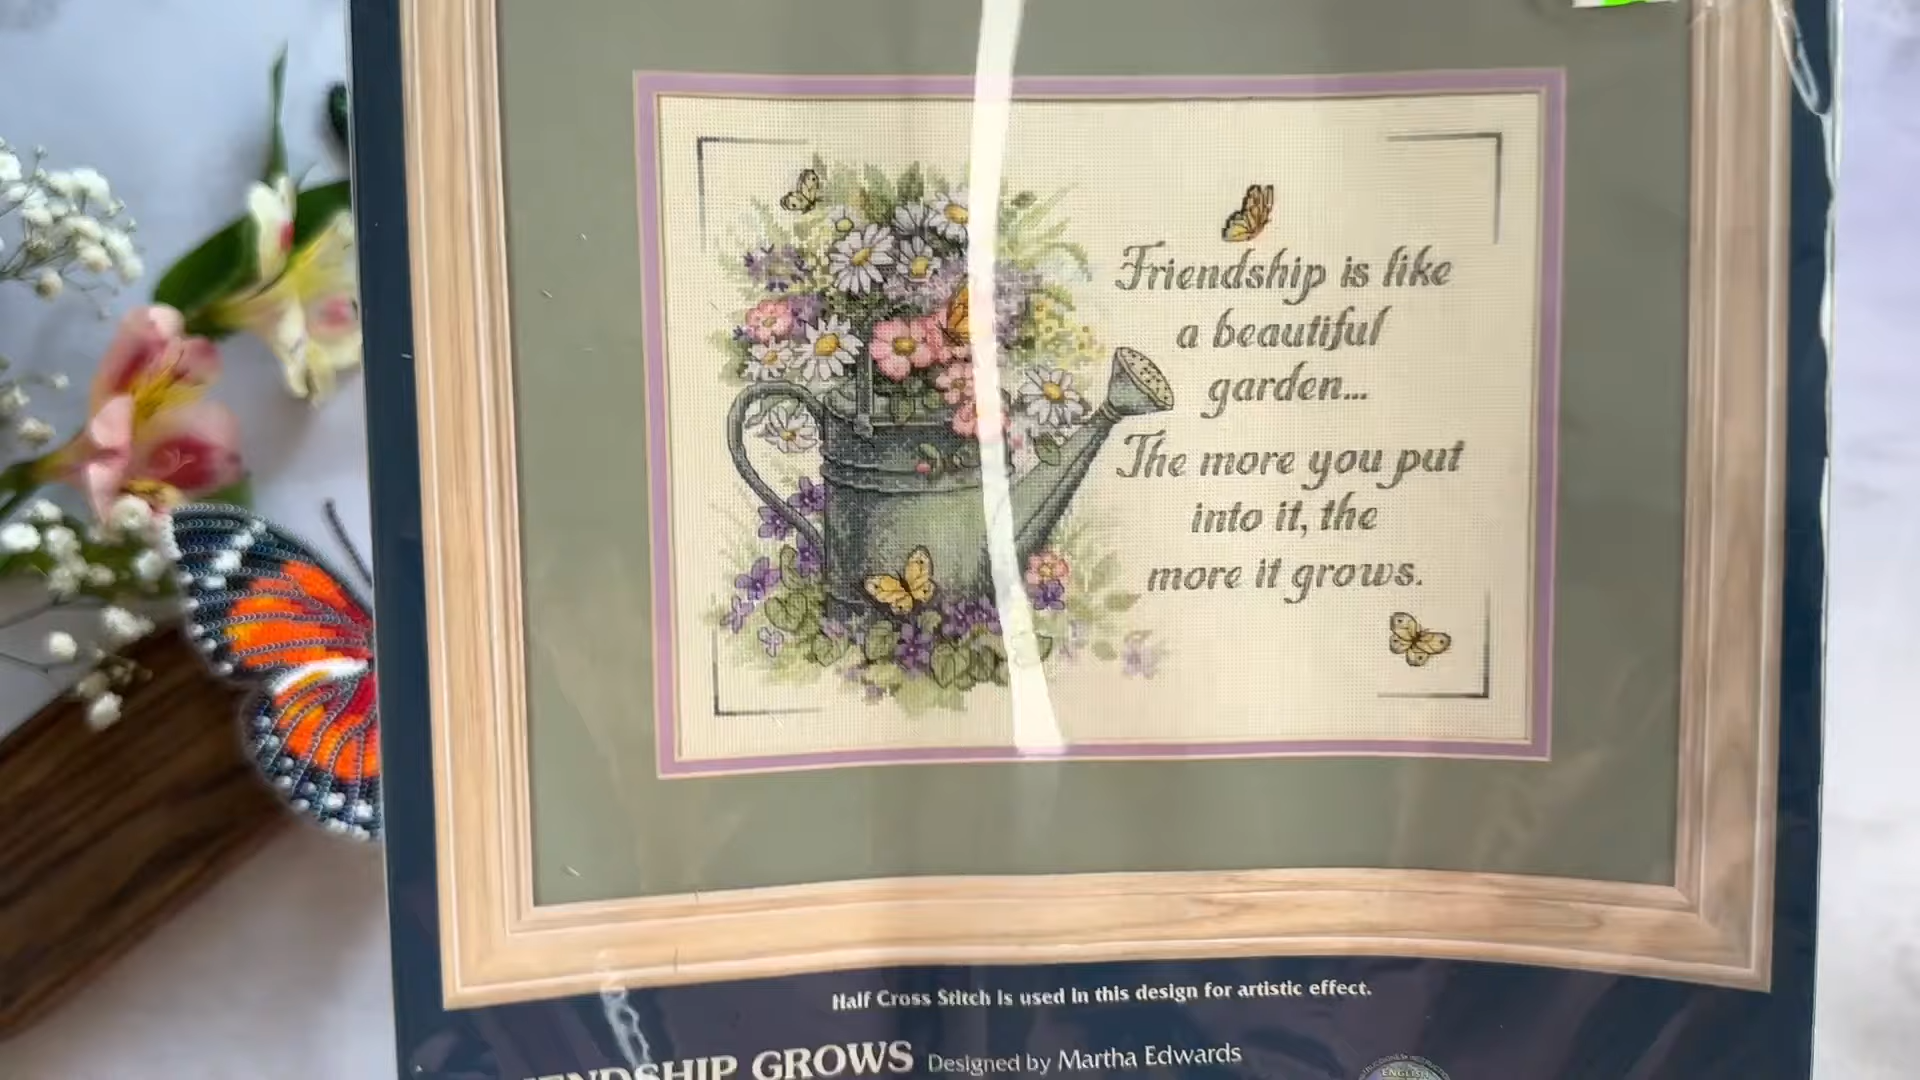 Friendship is like
a beautiful
garden...
The more you put
into it, the
more it grows.
Half Cross Stitch is used in this design for artistic effect.
GROWS Designed by Martha Edwards
ENGLISH